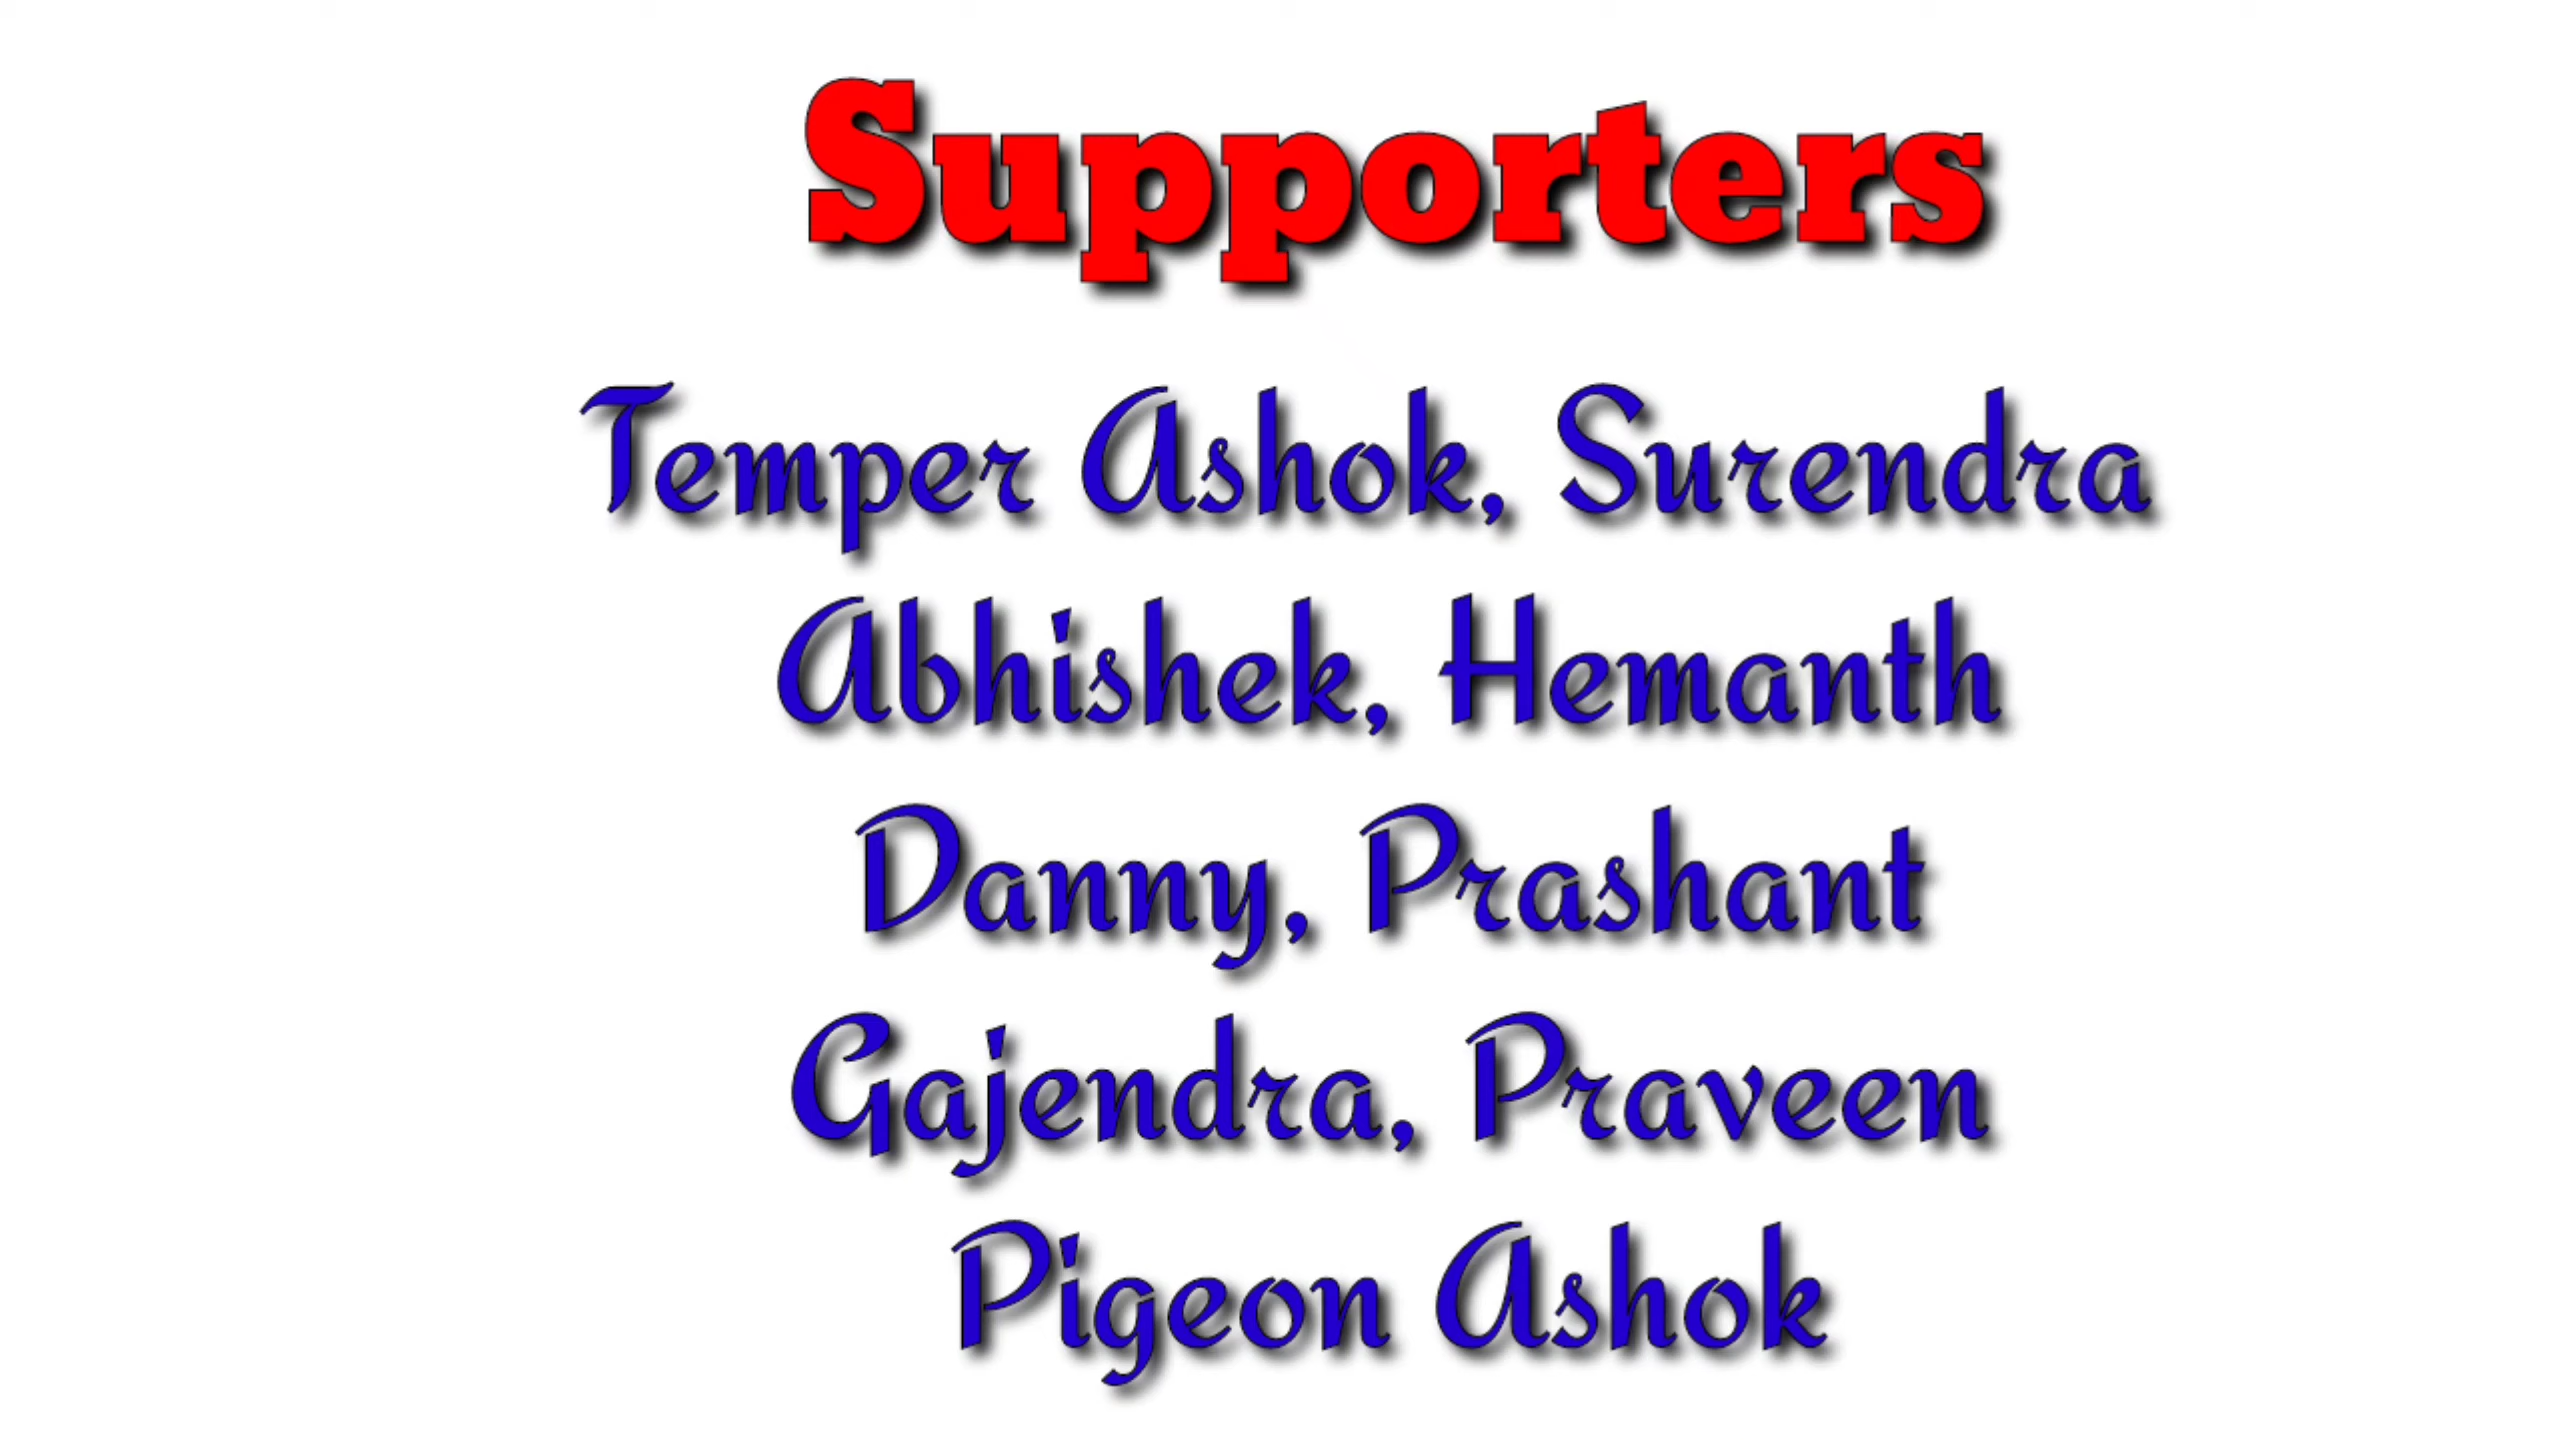 Supporters
Temper Ashok, Surendra
Abhishek, Hemanth
Danny, Prashant
Gajendra, Praveen
Pigeon Ashok